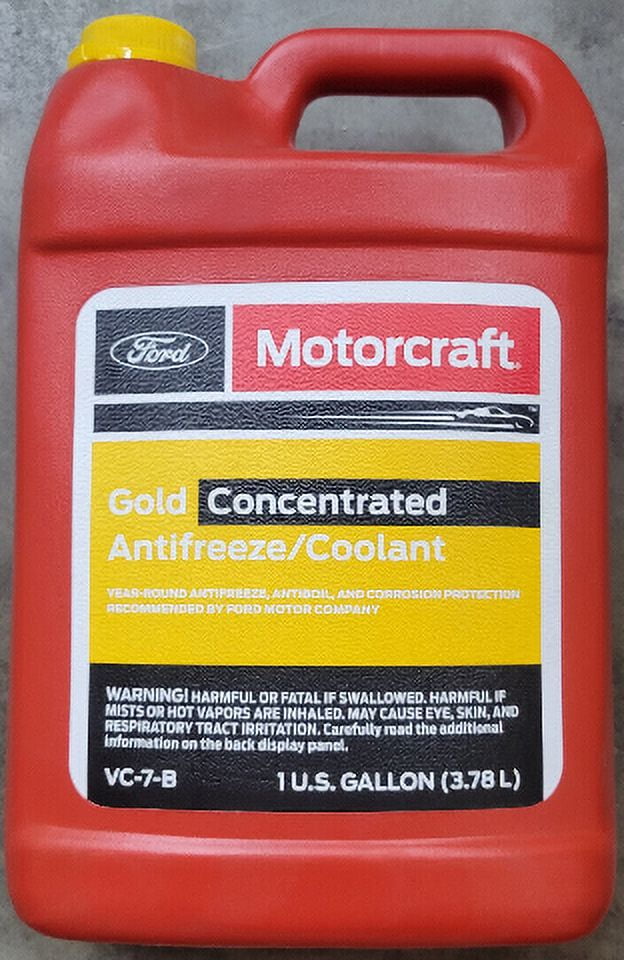 Ford
Motorcraft
Gold Concentrated
Antifreeze/Coolant
YEAR-ROUND ANTIFREEZE, ANTIBOIL, AND CORROSION PROTECTION
RECOMMENDED BY FORD MOTOR COMPANY
WARNING! HARMFUL OR FATAL IF SWALLOWED. HARMFUL IF
MISTS OR HOT VAPORS ARE INHALED. MAY CAUSE EYE, SKIN, AND
RESPIRATORY TRACT IRRITATION. Carefully read the additional
information on the back display panel.
VC-7-B 1 U.S. GALLON (3.78 L)